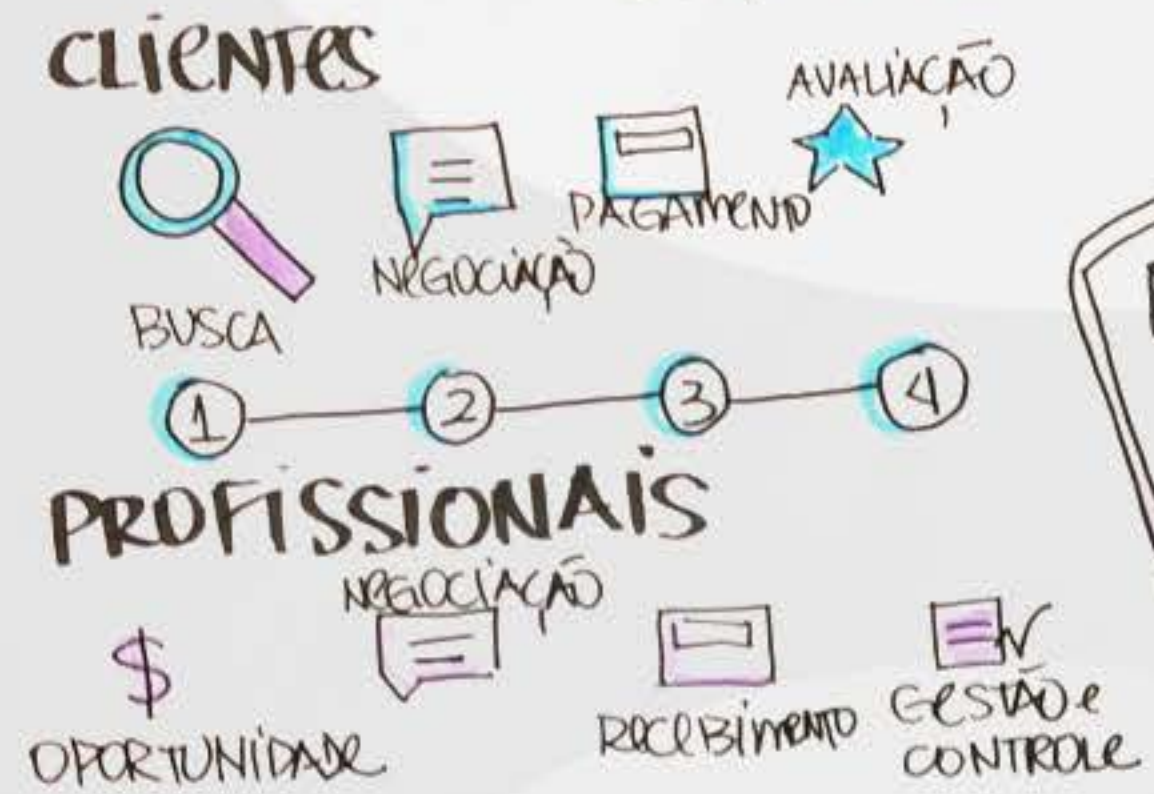 CLIENTES
AVALIAÇÃO
PAGAMENTO
NEGOCIAÇÃO
BUSCA
1 2 3 4
PROFISSIONAIS
NEGOCIAÇÃO
$
OPORTUNIDADE
RECEBIMENTO
GESTÃO e
CONTROLE